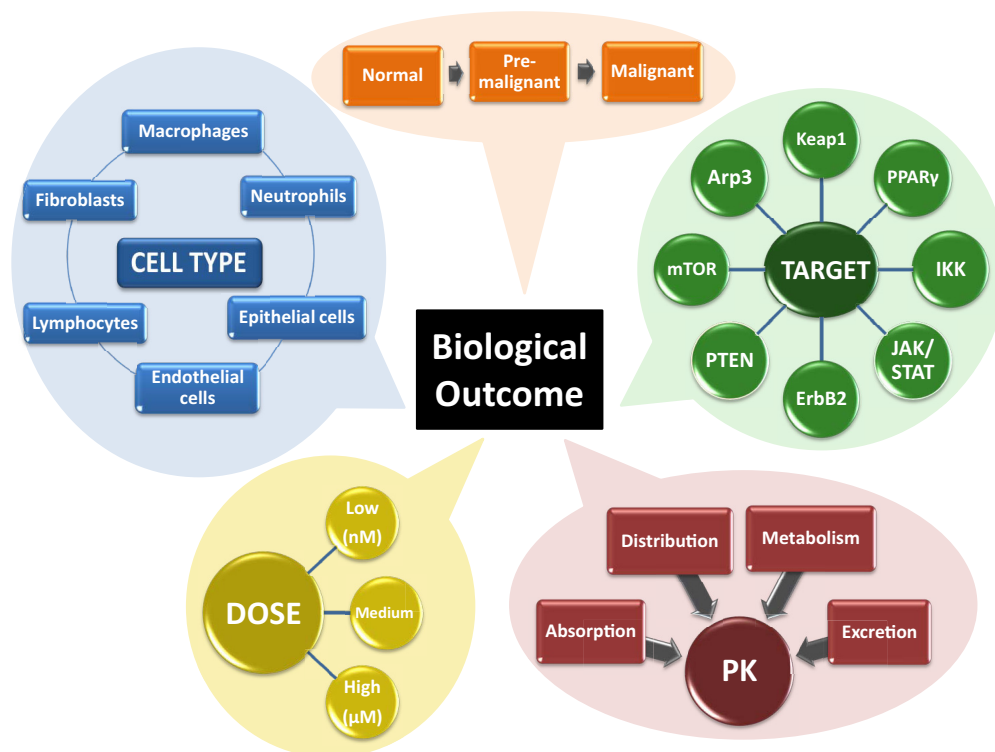 Normal
Pre-
malignant
Malignant
Macrophages
Fibroblasts
Neutrophils
CELL TYPE
Lymphocytes
Epithelial cells
Endothelial
cells
Keap1
Arp3
PPARγ
mTOR
TARGET
IKK
PTEN
JAK/
STAT
ErbB2
Biological
Outcome
Low
(nM)
DOSE
Medium
High
(μM)
Distribution
Metabolism
Absorption
Excretion
PK